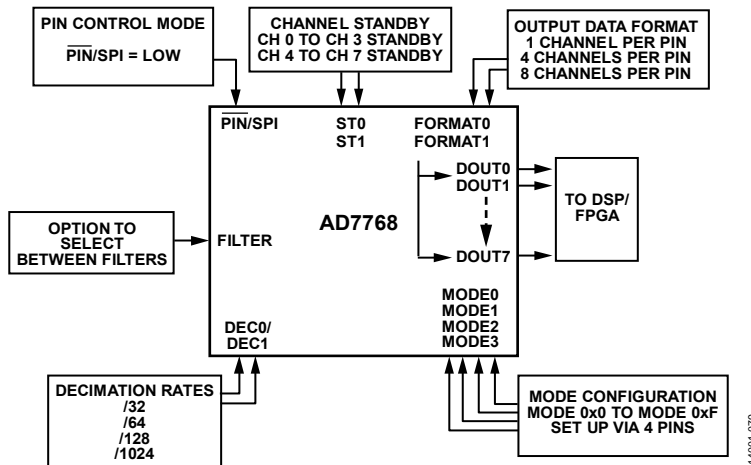 PIN CONTROL MODE
PIN/SPI = LOW
CHANNEL STANDBY
CH 0 TO CH 3 STANDBY
CH 4 TO CH 7 STANDBY
OUTPUT DATA FORMAT
1 CHANNEL PER PIN
4 CHANNELS PER PIN
8 CHANNELS PER PIN
PIN/SPI
ST0
ST1
FORMAT0
FORMAT1
DOUT0
DOUT1
DOUT7
TO DSP/
FPGA
AD7768
OPTION TO
SELECT
BETWEEN FILTERS
FILTER
DEC0/
DEC1
MODE0
MODE1
MODE2
MODE3
DECIMATION RATES
/32
/64
/128
/1024
MODE CONFIGURATION
MODE 0x0 TO MODE 0xF
SET UP VIA 4 PINS